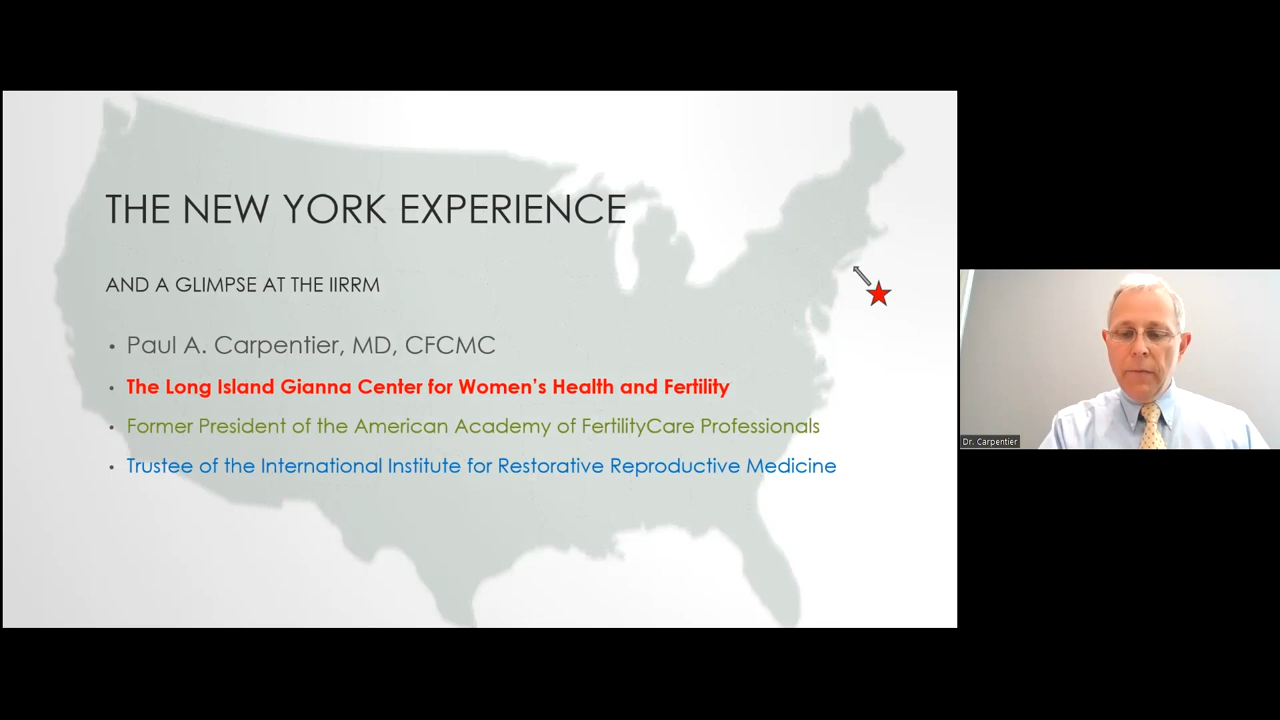 THE NEW YORK EXPERIENCE
AND A GLIMPSE AT THE IIRRM
• Paul A. Carpentier, MD, CFCMC
• The Long Island Gianna Center for Women's Health and Fertility
• Former President of the American Academy of FertilityCare Professionals
• Trustee of the International Institute for Restorative Reproductive Medicine
Dr. Carpentier